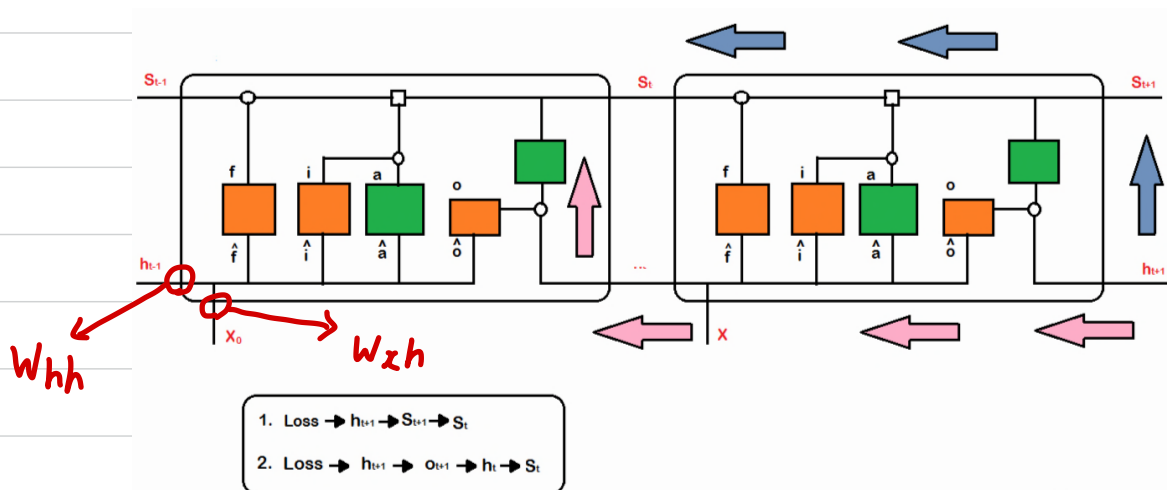 St-1 St St+1
f i a o f i a o
f̂ î â ô f̂ î â ô
ht-1 ht+1
X0 X
Whh Wxh
1. Loss → ht+1 → St+1 → St
2. Loss → ht+1 → ot+1 → ht → St